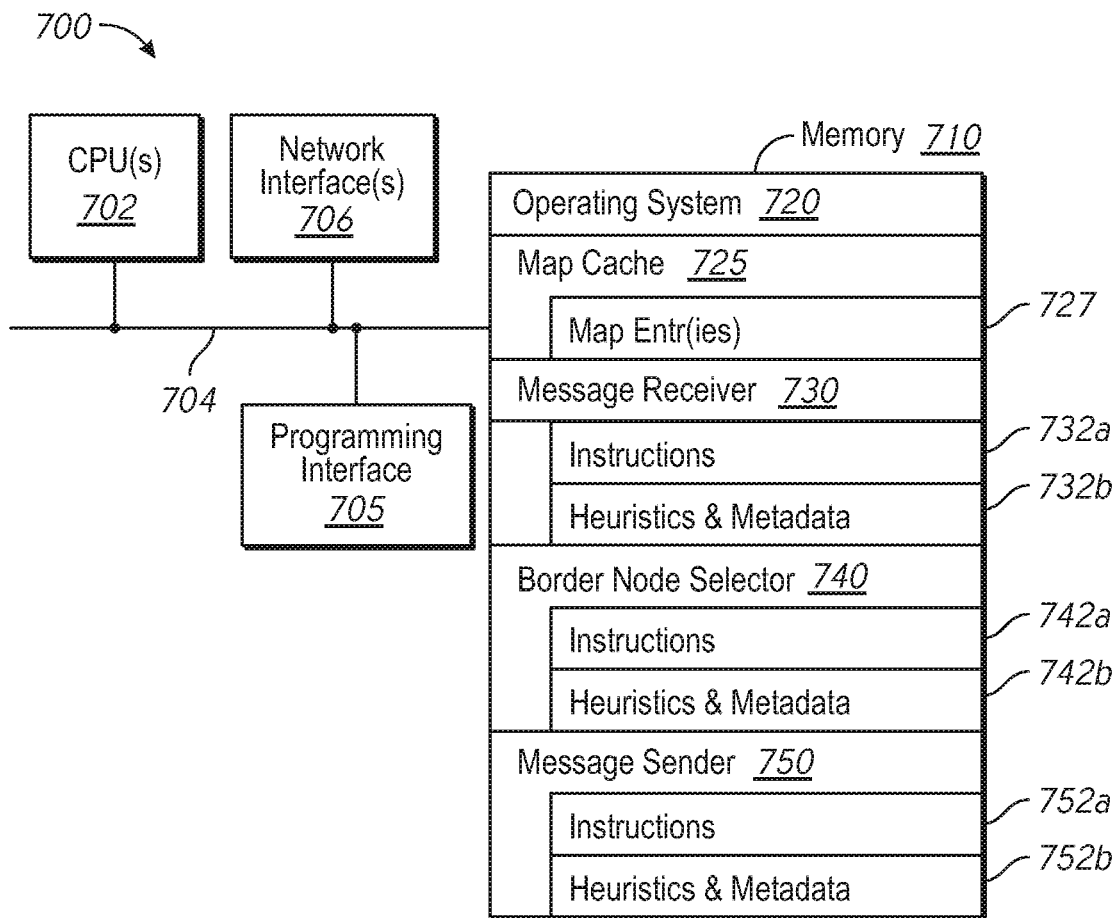 700
CPU(s)
702
Network
Interface(s)
706
704
Programming
Interface
705
Memory 710
Operating System 720
Map Cache 725
Map Entr(ies)
727
Message Receiver 730
Instructions
732a
Heuristics & Metadata
732b
Border Node Selector 740
Instructions
742a
Heuristics & Metadata
742b
Message Sender 750
Instructions
752a
Heuristics & Metadata
752b